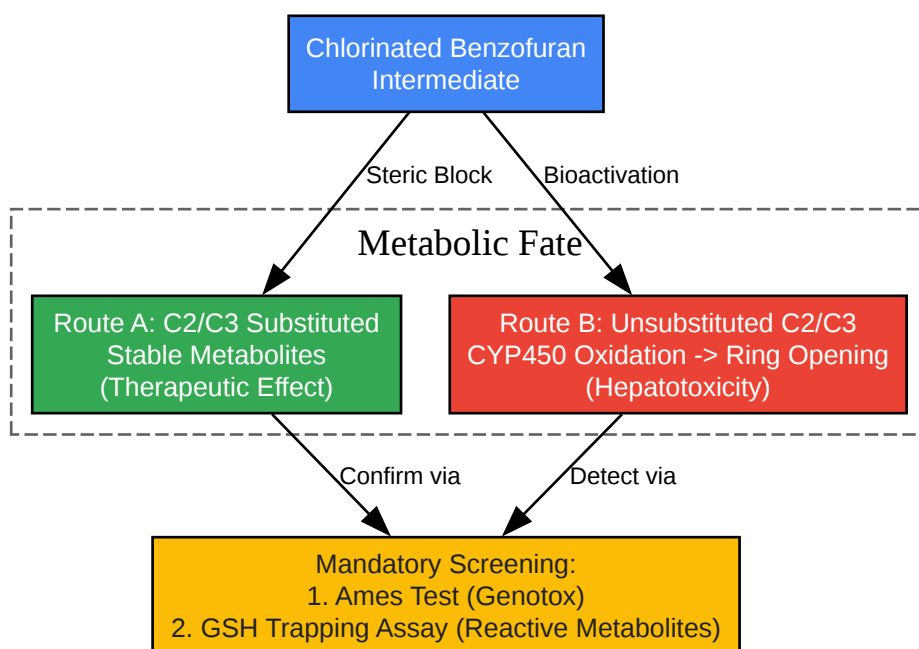 Chlorinated Benzofuran
Intermediate
Steric Block
Bioactivation
Metabolic Fate
Route A: C2/C3 Substituted
Stable Metabolites
(Therapeutic Effect)
Route B: Unsubstituted C2/C3
CYP450 Oxidation -> Ring Opening
(Hepatotoxicity)
Confirm via
Detect via
Mandatory Screening:
1. Ames Test (Genotox)
2. GSH Trapping Assay (Reactive Metabolites)